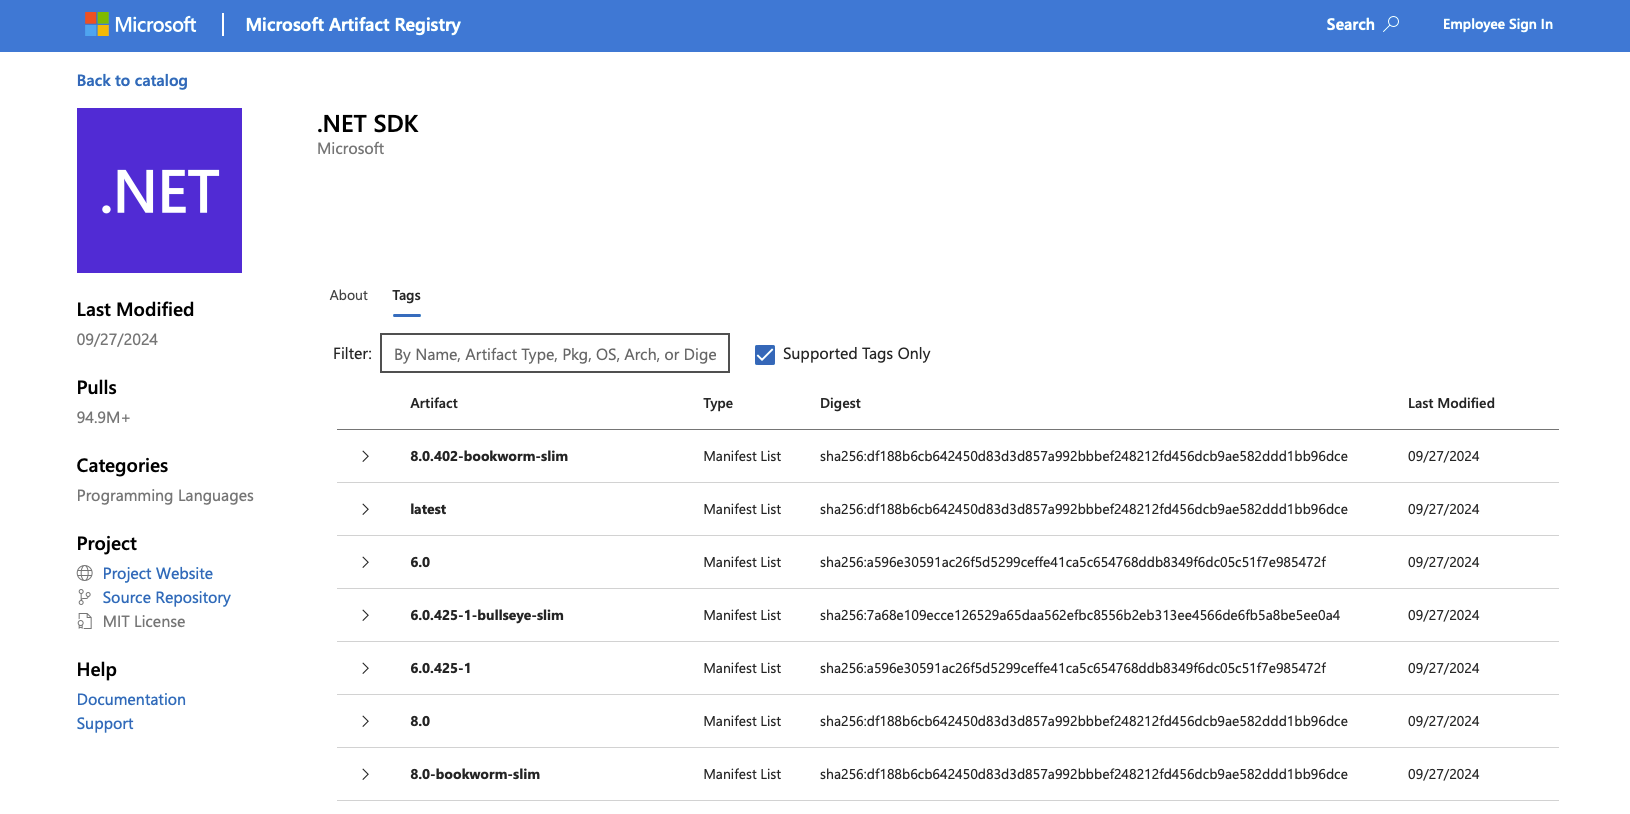 Microsoft | Microsoft Artifact Registry Search Employee Sign In
Back to catalog
.NET
.NET SDK
Microsoft
Last Modified
09/27/2024
Pulls
94.9M+
Categories
Programming Languages
Project
Project Website
Source Repository
MIT License
Help
Documentation
Support
About Tags
Filter: By Name, Artifact Type, Pkg, OS, Arch, or Dige Supported Tags Only
Artifact Type Digest Last Modified
8.0.402-bookworm-slim Manifest List sha256:df188b6cb642450d83d3d857a992bbbef248212fd456dcb9ae582ddd1bb96dce 09/27/2024
latest Manifest List sha256:df188b6cb642450d83d3d857a992bbbef248212fd456dcb9ae582ddd1bb96dce 09/27/2024
6.0 Manifest List sha256:a596e30591ac26f5d5299ceffe41ca5c654768ddb8349f6dc05c51f7e985472f 09/27/2024
6.0.425-1-bullseye-slim Manifest List sha256:7a68e109ecce126529a65daa562efbc8556b2eb313ee4566de6fb5a8be5ee0a4 09/27/2024
6.0.425-1 Manifest List sha256:a596e30591ac26f5d5299ceffe41ca5c654768ddb8349f6dc05c51f7e985472f 09/27/2024
8.0 Manifest List sha256:df188b6cb642450d83d3d857a992bbbef248212fd456dcb9ae582ddd1bb96dce 09/27/2024
8.0-bookworm-slim Manifest List sha256:df188b6cb642450d83d3d857a992bbbef248212fd456dcb9ae582ddd1bb96dce 09/27/2024